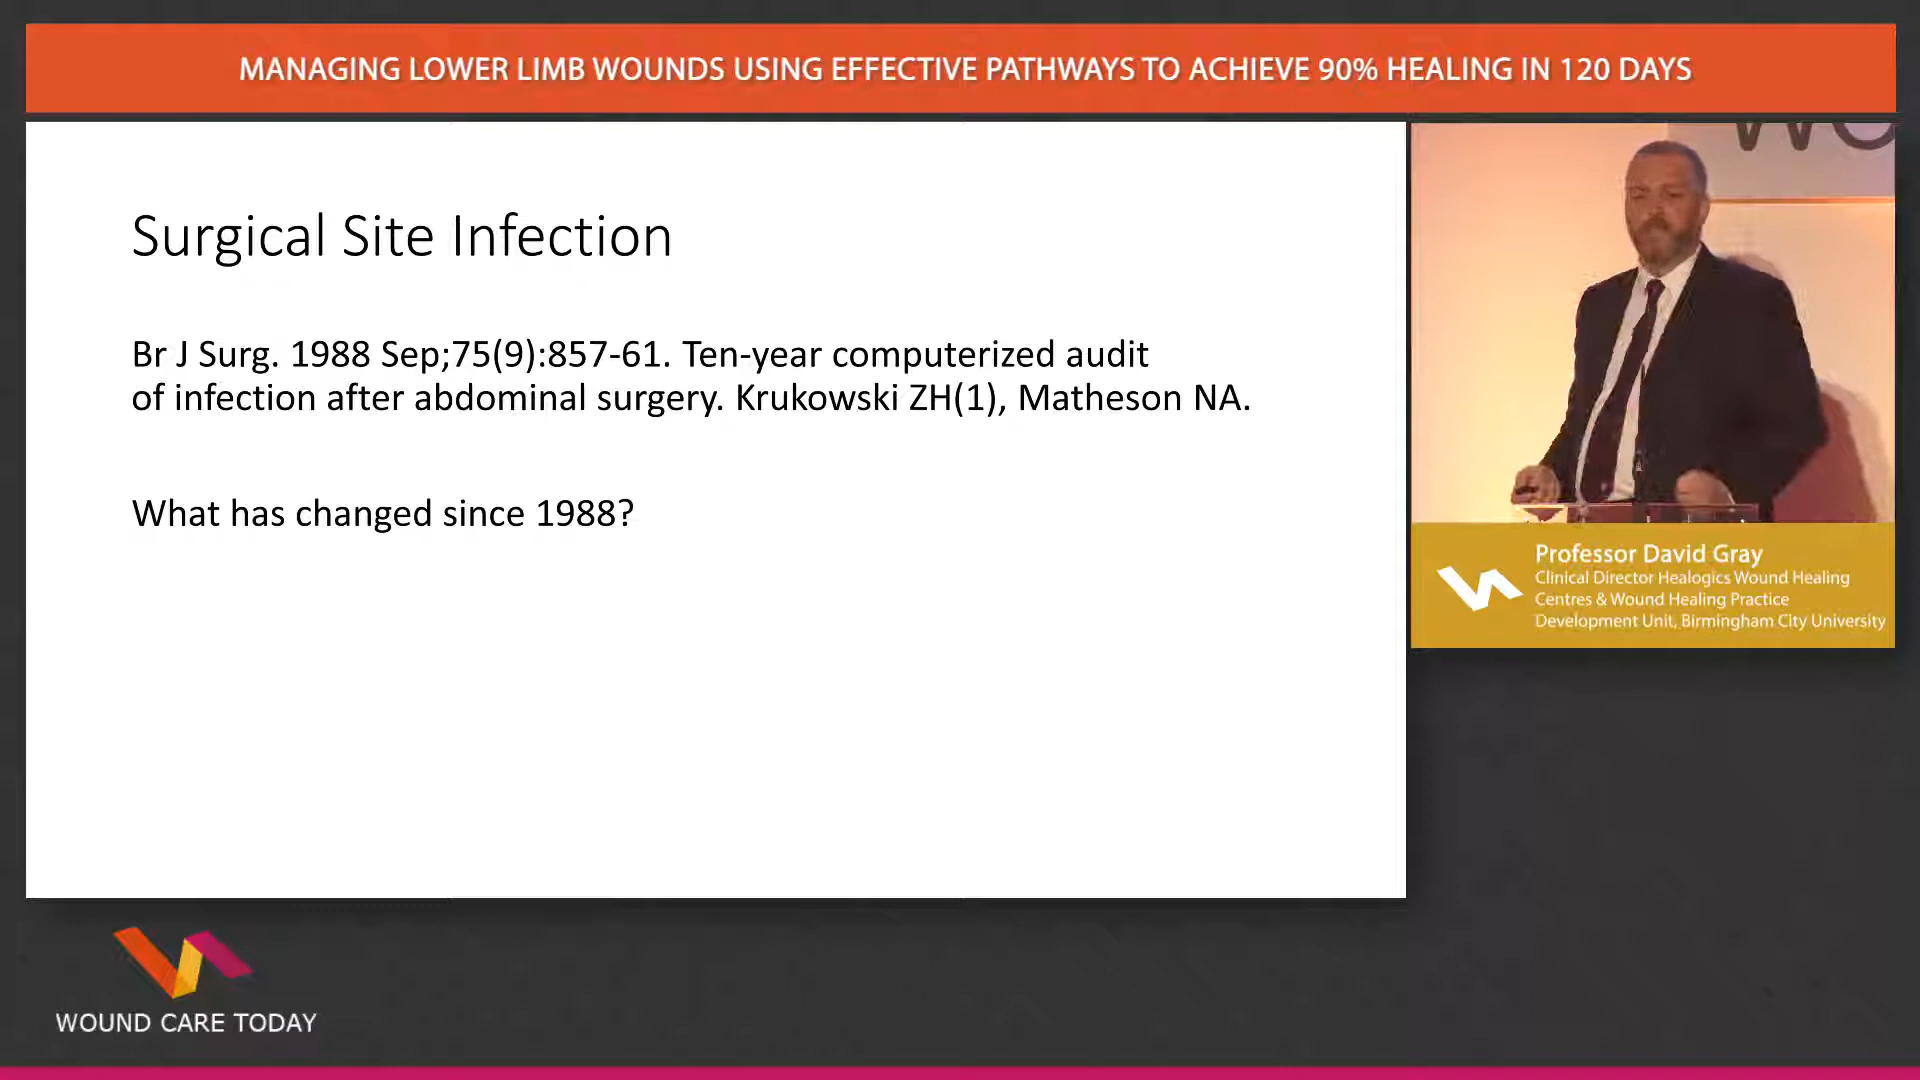 MANAGING LOWER LIMB WOUNDS USING EFFECTIVE PATHWAYS TO ACHIEVE 90% HEALING IN 120 DAYS
Surgical Site Infection
Br J Surg. 1988 Sep;75(9):857-61. Ten-year computerized audit
of infection after abdominal surgery. Krukowski ZH(1), Matheson NA.
What has changed since 1988?
WO
Professor David Gray
Clinical Director Healogics Wound Healing
Centres & Wound Healing Practice
Development Unit, Birmingham City University
WOUND CARE TODAY